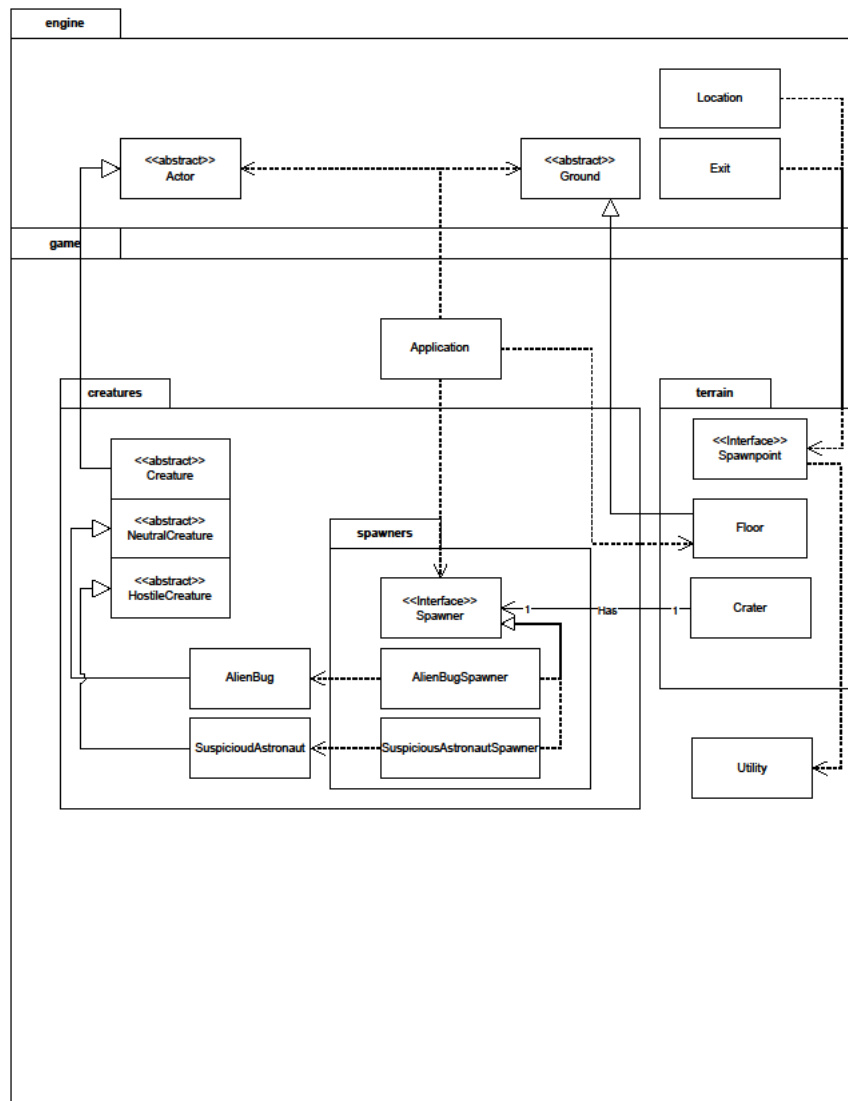 engine
Location
<<abstract>>
Actor
<<abstract>>
Ground
Exit
game
Application
creatures
terrain
<<abstract>>
Creature
<<Interface>>
Spawnpoint
<<abstract>>
NeutralCreature
spawners
Floor
<<abstract>>
HostileCreature
<<Interface>>
Spawner
1
Has
1
Crater
AlienBug
AlienBugSpawner
SuspicioudAstronaut
SuspiciousAstronautSpawner
Utility